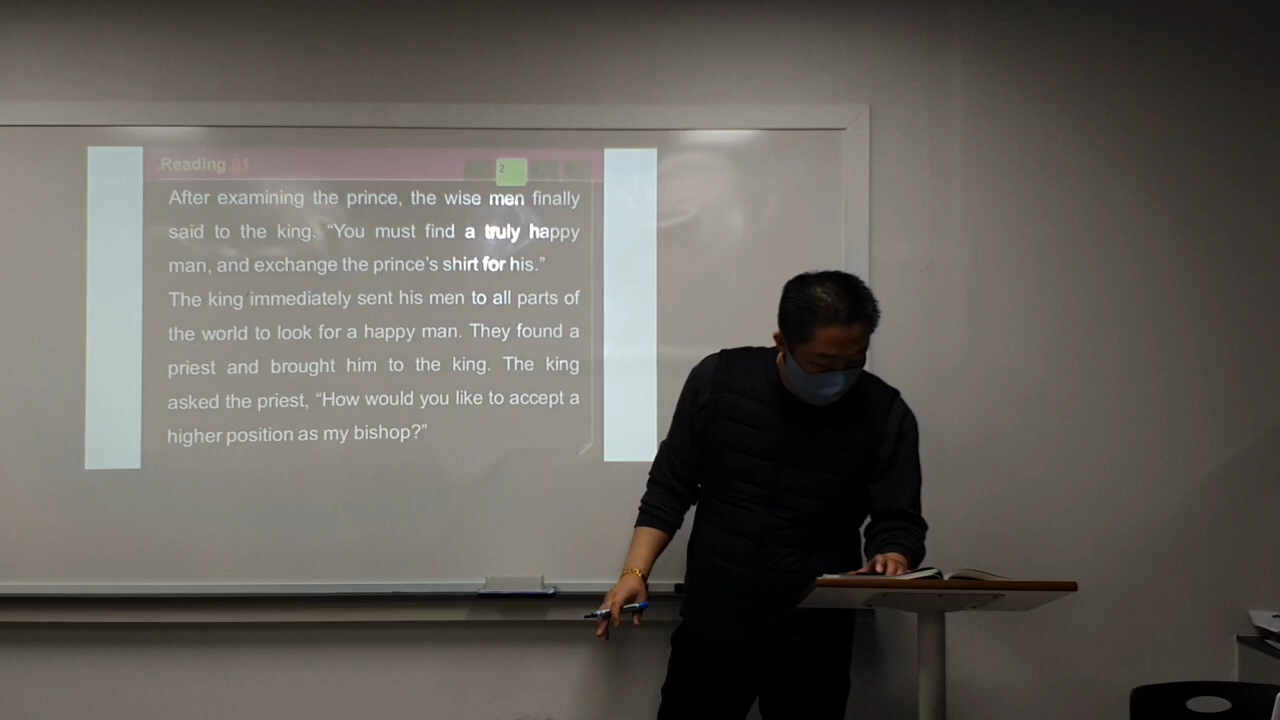 Reading 03
2
After examining the prince, the wise men finally
said to the king. “You must find a truly happy
man, and exchange the prince’s shirt for his.”
The king immediately sent his men to all parts of
the world to look for a happy man. They found a
priest and brought him to the king. The king
asked the priest, “How would you like to accept a
higher position as my bishop?”